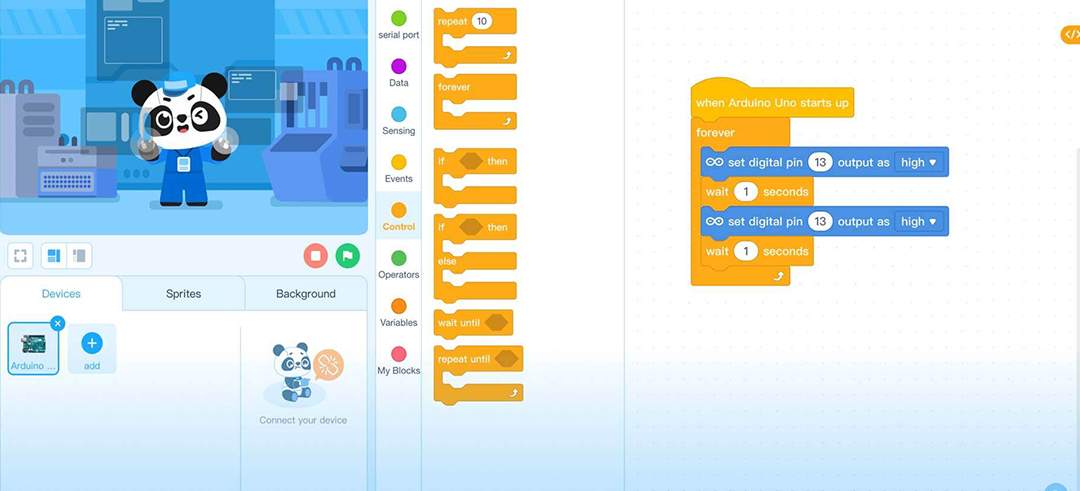 serial port
Data
Sensing
Events
Control
Operators
Variables
My Blocks
repeat 10
forever
if then
if then
else
wait until
repeat until
when Arduino Uno starts up
forever
set digital pin 13 output as high
wait 1 seconds
set digital pin 13 output as high
wait 1 seconds
Devices
Sprites
Background
Arduino ...
add
Connect your device